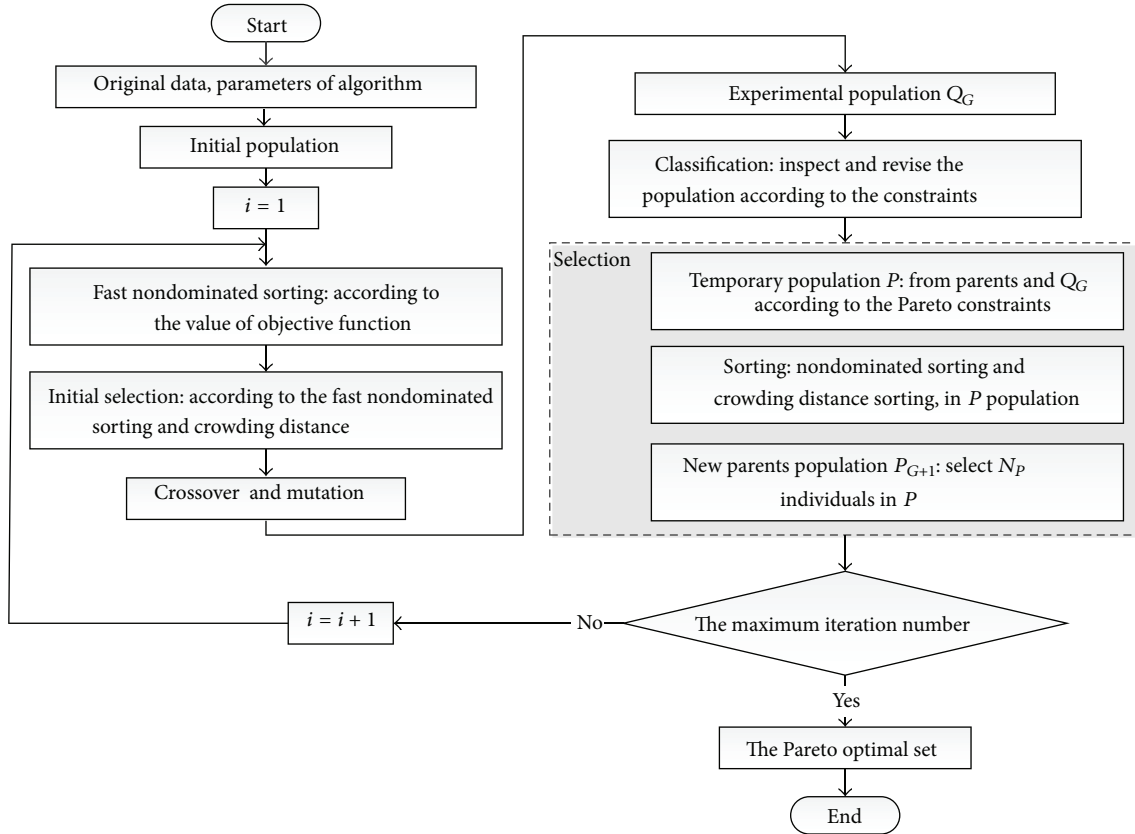 Start
Original data, parameters of algorithm
Initial population
i = 1
Fast nondominated sorting: according to
the value of objective function
Initial selection: according to the fast nondominated
sorting and crowding distance
Crossover and mutation
Experimental population Q_G
Classification: inspect and revise the
population according to the constraints
Selection
Temporary population P: from parents and Q_G
according to the Pareto constraints
Sorting: nondominated sorting and
crowding distance sorting, in P population
New parents population P_{G+1}: select N_P
individuals in P
The maximum iteration number
No
i = i + 1
Yes
The Pareto optimal set
End